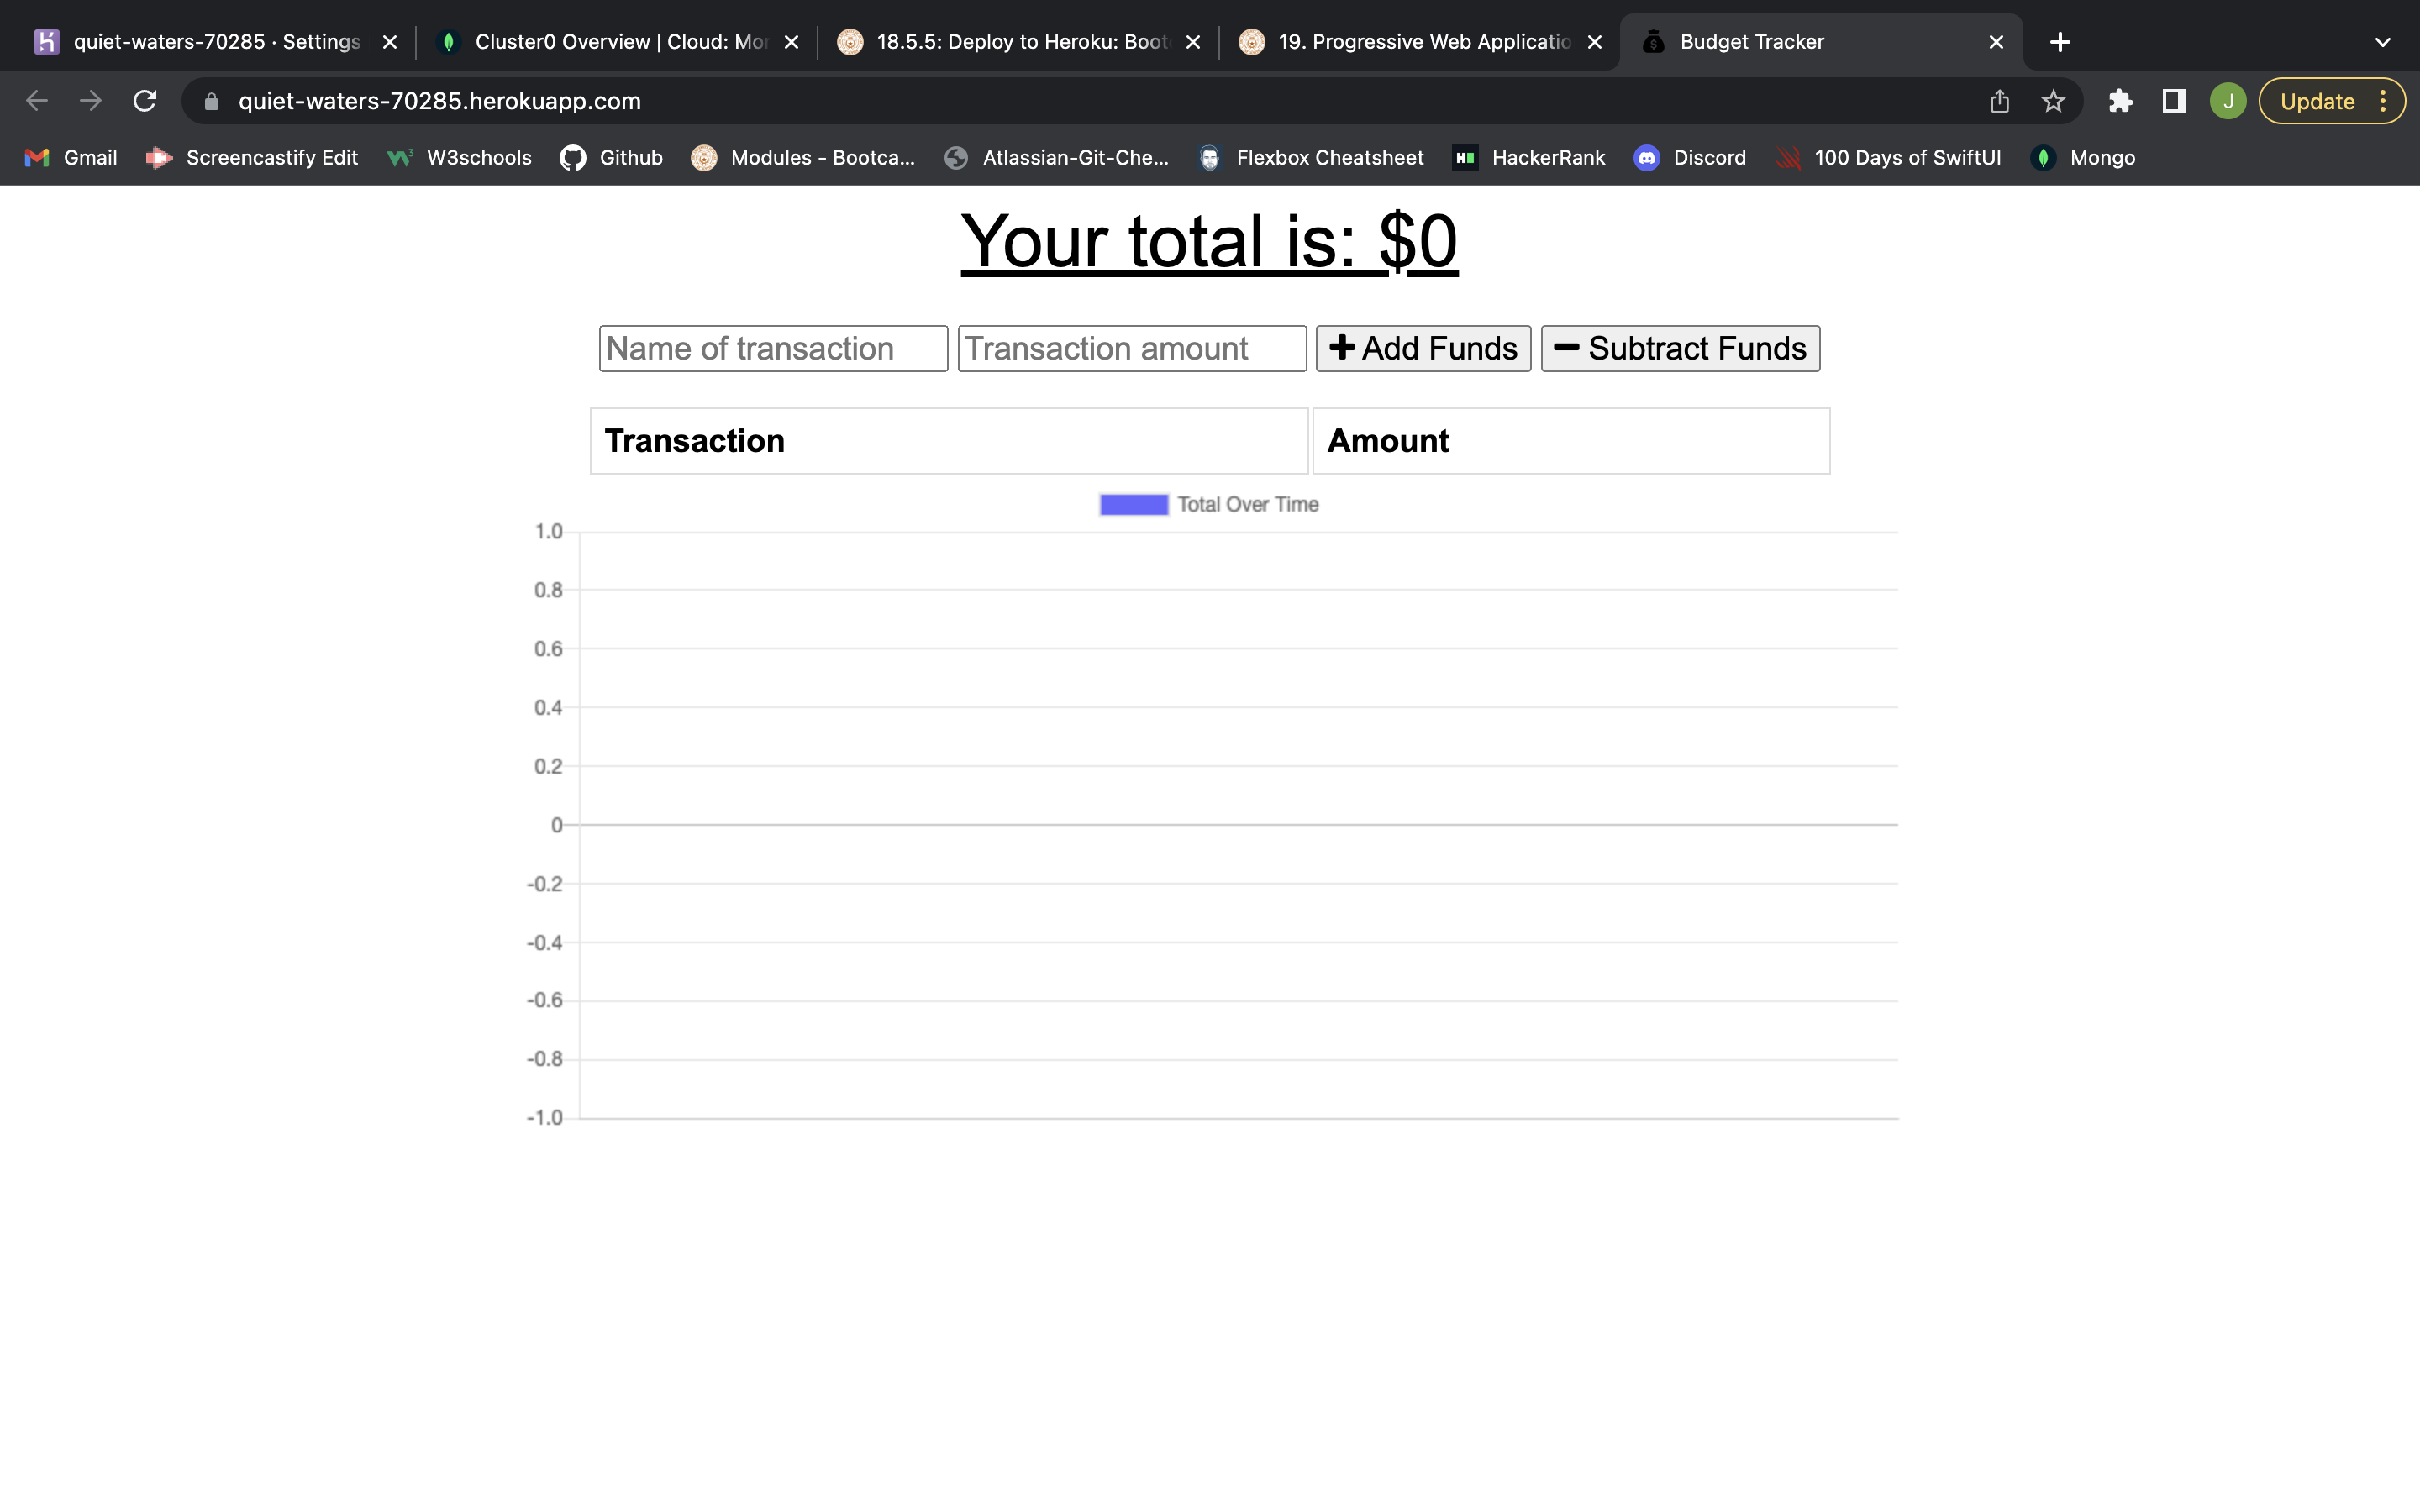 quiet-waters-70285 · Settings
Cluster0 Overview | Cloud: Mon
18.5.5: Deploy to Heroku: Boot
19. Progressive Web Applicatio
Budget Tracker
quiet-waters-70285.herokuapp.com
J
Update
Gmail
Screencastify Edit
W3schools
Github
Modules - Bootca...
Atlassian-Git-Che...
Flexbox Cheatsheet
HackerRank
Discord
100 Days of SwiftUI
Mongo
Your total is: $0
Name of transaction
Transaction amount
Add Funds
Subtract Funds
Transaction
Amount
Total Over Time
1.0
0.8
0.6
0.4
0.2
0
-0.2
-0.4
-0.6
-0.8
-1.0